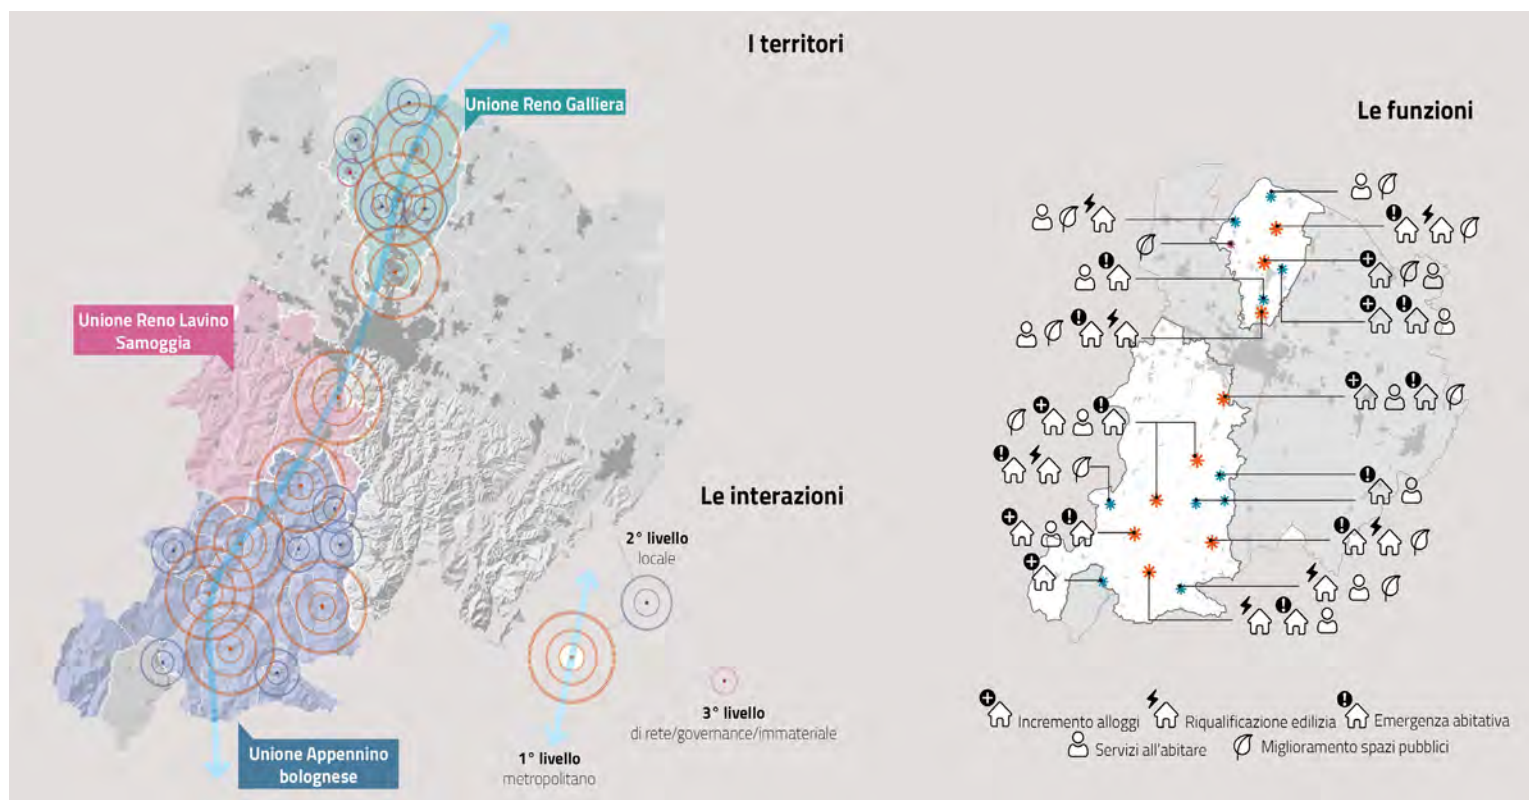 I territori
Unione Reno Galliera
Le funzioni
Unione Reno Lavino
Samoggia
Le interazioni
2° livello
locale
3° livello
di rete/governance/immateriale
1° livello
metropolitano
Unione Appennino
bolognese
Incremento alloggi
Riqualificazione edilizia
Emergenza abitativa
Servizi all'abitare
Miglioramento spazi pubblici